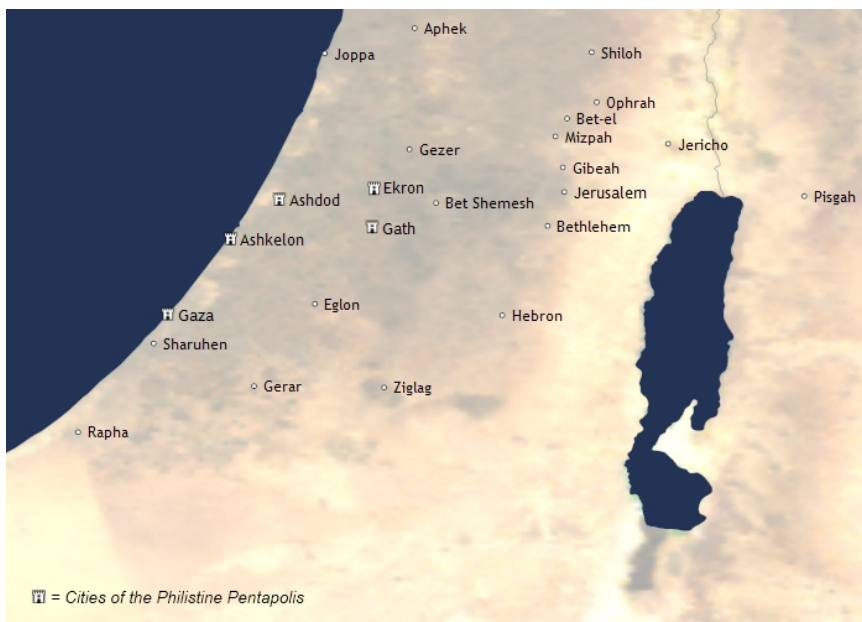 Aphek
Joppa
Shiloh
Ophrah
Bet-el
Mizpah
Jericho
Gezer
Gibeah
Ekron
Jerusalem
Ashdod
Bet Shemesh
Pisgah
Gath
Bethlehem
Ashkelon
Eglon
Gaza
Hebron
Sharuhen
Gerar
Ziglag
Rapha
= Cities of the Philistine Pentapolis